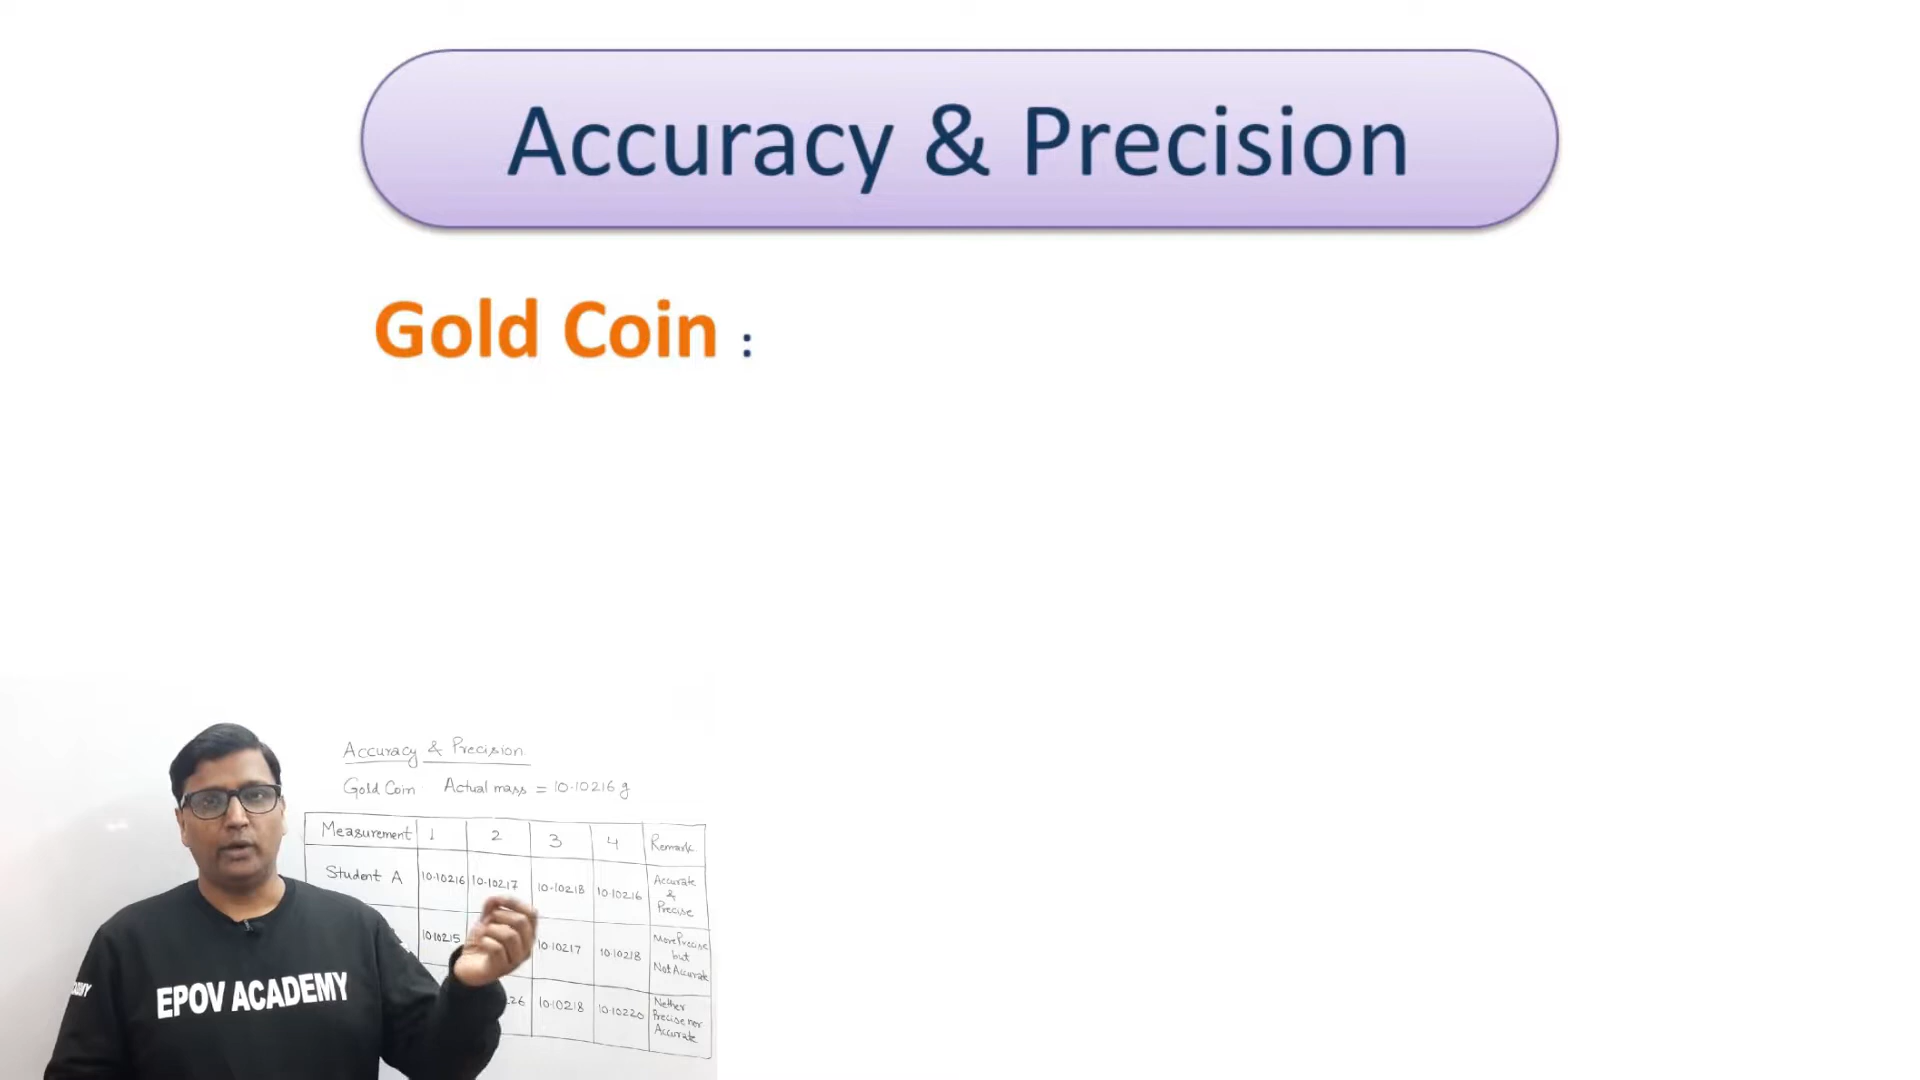 Accuracy & Precision
Gold Coin :
Accuracy & Precision
Gold Coin Actual mass = 10.10216 g
Measurement 1 2 3 4 Remark
Student A 10.10216 10.10217 10.10218 10.10216 Accurate & Precise
10.10215 10.10217 10.10218 More Precise but Not Accurate
10.10218 10.10220 Nether Precise nor Accurate
EPOV ACADEMY